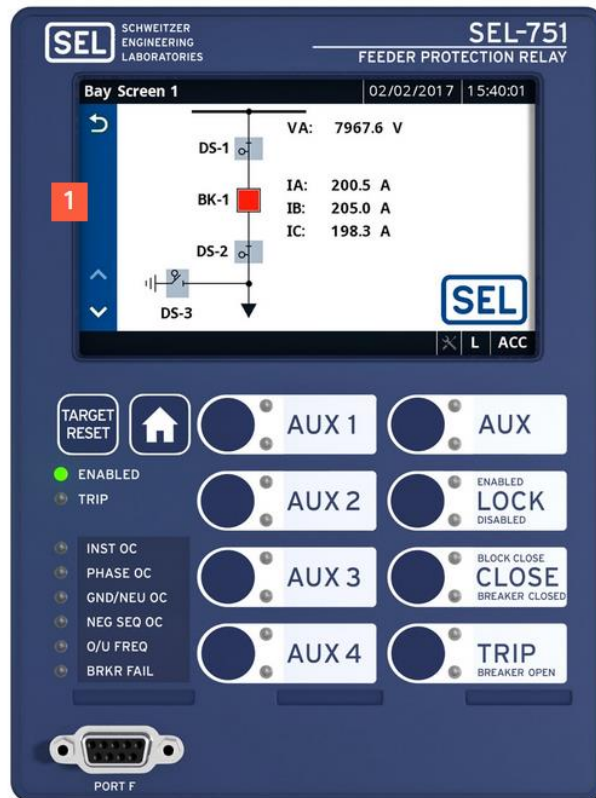 SEL SCHWEITZER
ENGINEERING
LABORATORIES
SEL-751
FEEDER PROTECTION RELAY
Bay Screen 1 02/02/2017 15:40:01
VA: 7967.6 V
DS-1
1
BK-1
IA: 200.5 A
IB: 205.0 A
IC: 198.3 A
DS-2
DS-3
SEL
L ACC
TARGET
RESET
AUX 1
AUX
ENABLED
TRIP
AUX 2
ENABLED
LOCK
DISABLED
INST OC
PHASE OC
GND/NEU OC
NEG SEQ OC
O/U FREQ
BRKR FAIL
AUX 3
BLOCK CLOSE
CLOSE
BREAKER CLOSED
AUX 4
TRIP
BREAKER OPEN
PORT F